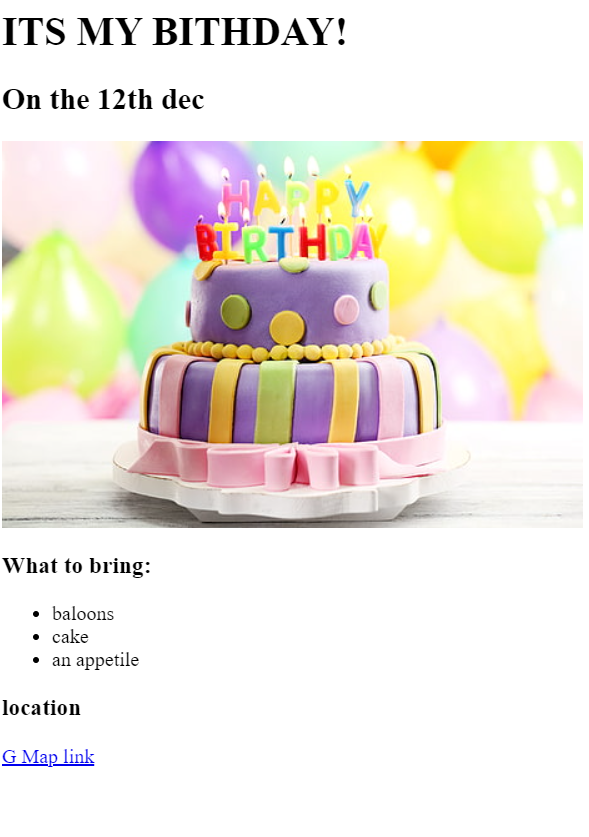 ITS MY BITHDAY!
On the 12th dec
HAPPY
BIRTHDAY
What to bring:
baloons
cake
an appetile
location
G Map link